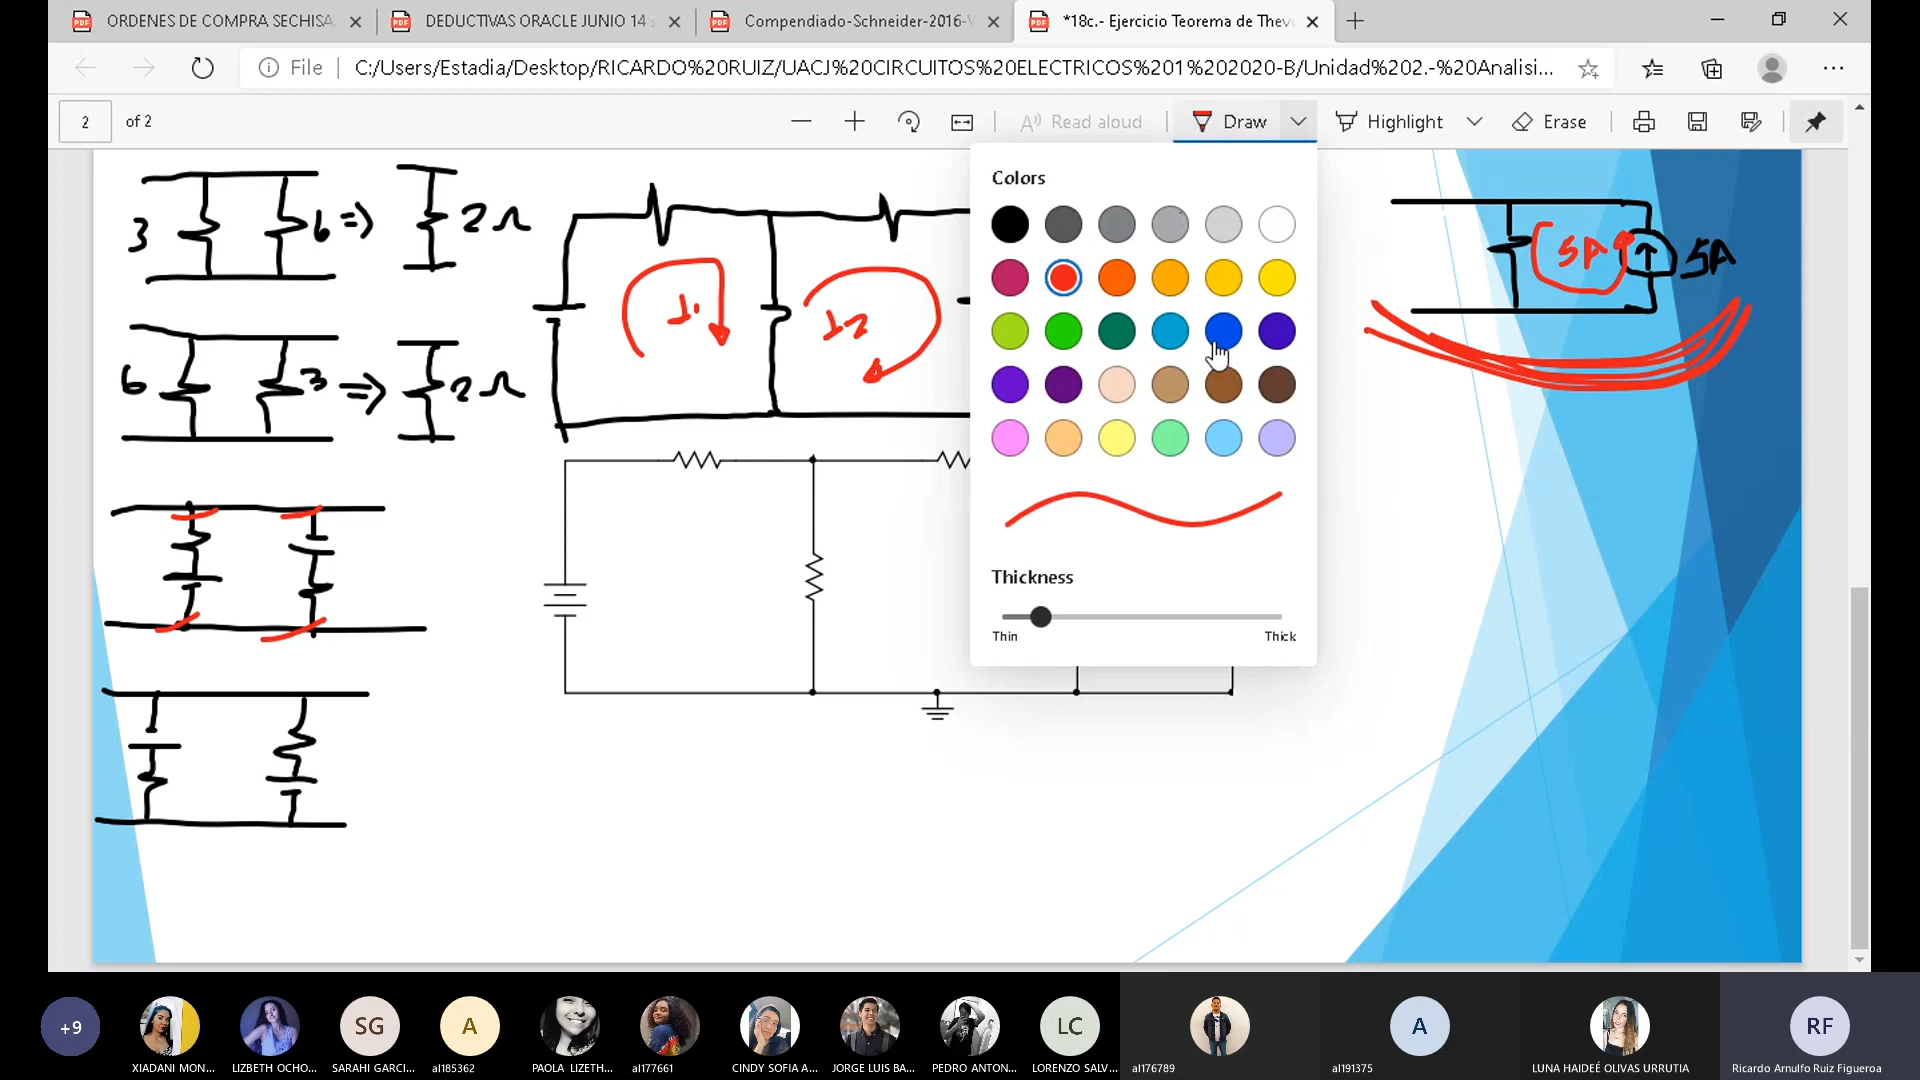 ORDENES DE COMPRA SECHISA.
DEDUCTIVAS ORACLE JUNIO 14 s
Compendiado-Schneider-2016-V
*18c.- Ejercicio Teorema de Theve
File
C:/Users/Estadia/Desktop/RICARDO%20RUIZ/UACJ%20CIRCUITOS%20ELECTRICOS%201%202020-B/Unidad%202.-%20Analisi...
2 of 2
Read aloud
Draw
Highlight
Erase
Colors
3 6 => 2 Ω
6 3 => 2 Ω
I1
I2
5A
5A
Thickness
Thin
Thick
+9
XIADANI MON...
LIZBETH OCHO...
SARAHI GARCI...
al185362
PAOLA LIZETH...
al177661
CINDY SOFIA A...
JORGE LUIS BA...
PEDRO ANTON...
LORENZO SALV...
al176789
al191375
LUNA HAIDEÉ OLIVAS URRUTIA
Ricardo Arnulfo Ruiz Figueroa
SG
A
LC
A
RF